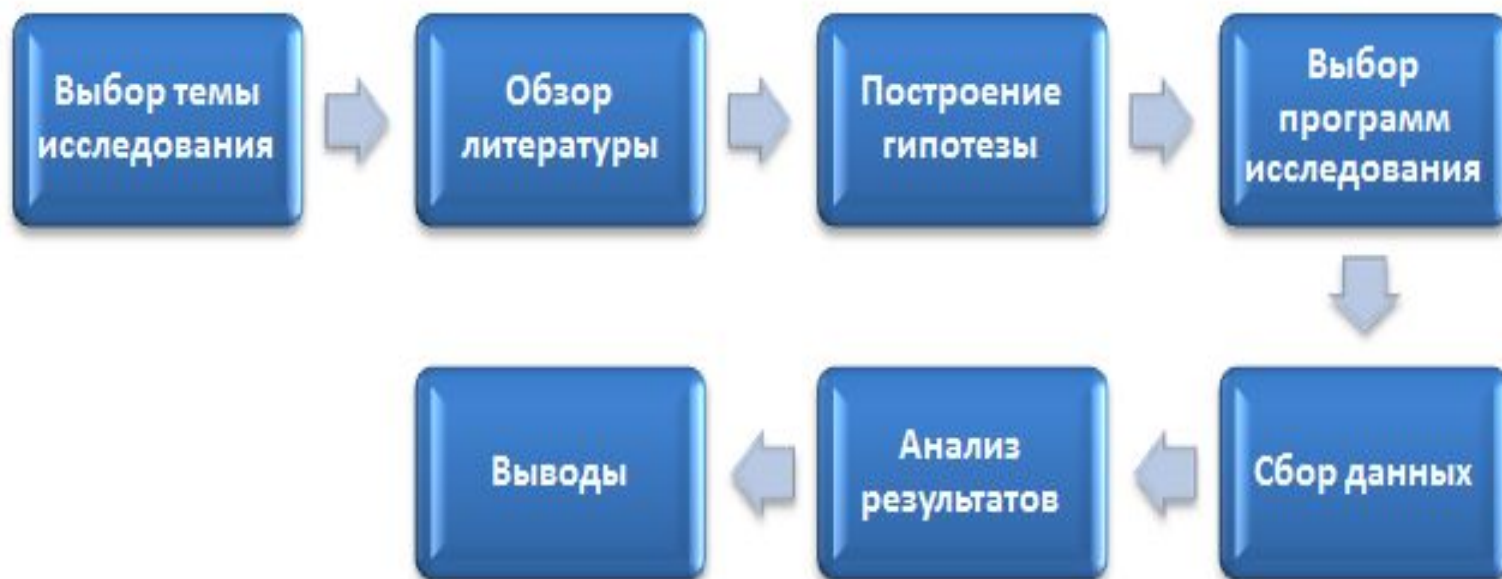 Выбор темы
исследования
Обзор
литературы
Построение
гипотезы
Выбор
программ
исследования
Сбор данных
Анализ
результатов
Выводы